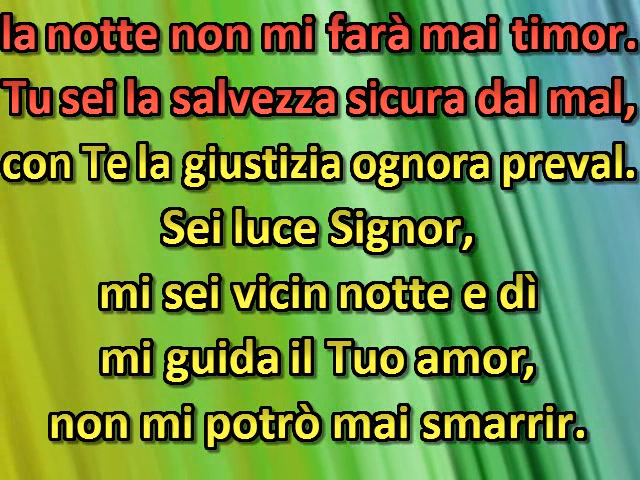 la notte non mi farà mai timor.
Tu sei la salvezza sicura dal mal,
con Te la giustizia ognora preval.
Sei luce Signor,
mi sei vicin notte e dì
mi guida il Tuo amor,
non mi potrò mai smarrir.